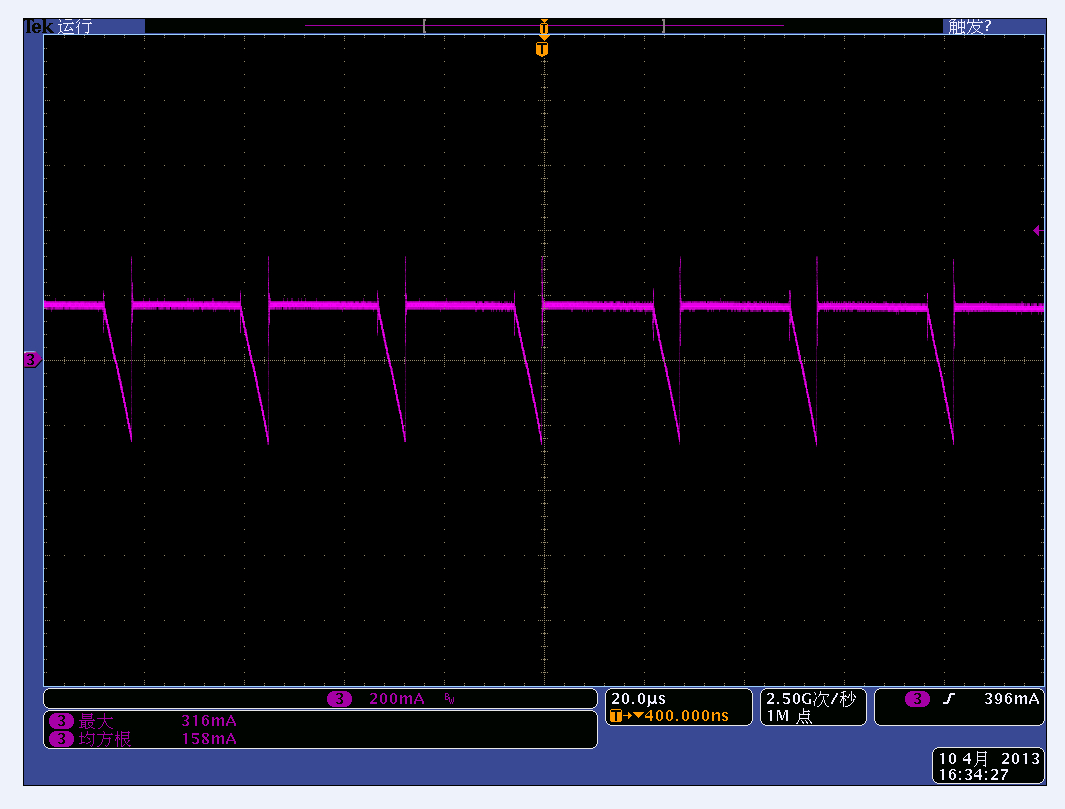 Tek 运行 触发?
T
T
3
3 200mA BW
3 最大 316mA
3 均方根 158mA
20.0µs
T→▼400.000ns
2.50G次/秒
1M 点
3 396mA
10 4月 2013
16:34:27